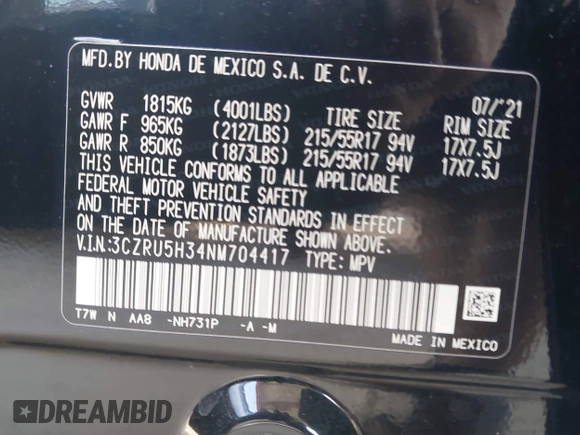 MFD.BY HONDA DE MEXICO S.A. DE C.V.
07/'21
GVWR 1815KG (4001LBS) TIRE SIZE RIM SIZE
GAWR F 965KG (2127LBS) 215/55R17 94V 17X7.5J
GAWR R 850KG (1873LBS) 215/55R17 94V 17X7.5J
THIS VEHICLE CONFORMS TO ALL APPLICABLE
FEDERAL MOTOR VEHICLE SAFETY
AND THEFT PREVENTION STANDARDS IN EFFECT
ON THE DATE OF MANUFACTURE SHOWN ABOVE.
V.I.N.:3CZRU5H34NM704417 TYPE: MPV
T7W N AA8 -NH731P -A -M
MADE IN MEXICO
DREAMBID